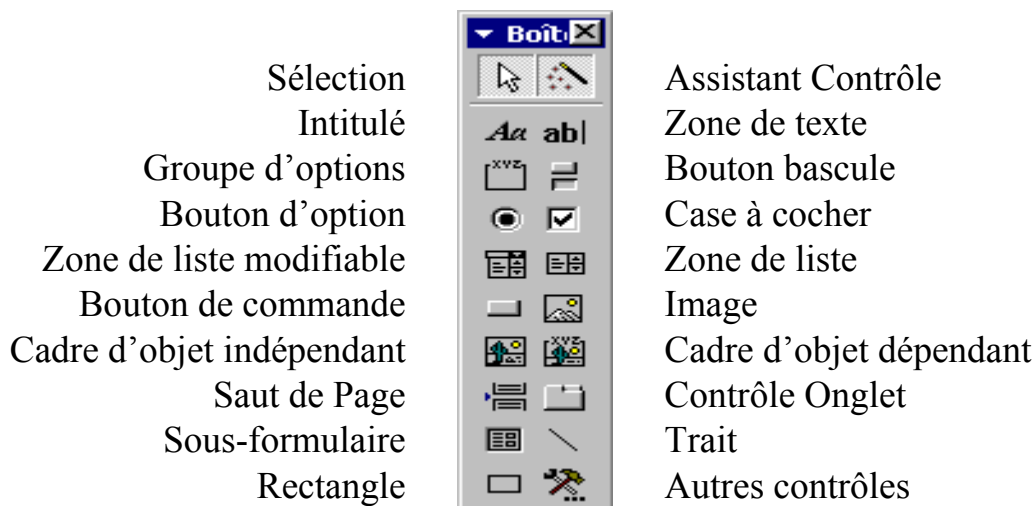 Boît
Sélection Assistant Contrôle
Intitulé Aa ab| Zone de texte
Groupe d’options xyz Bouton bascule
Bouton d’option Case à cocher
Zone de liste modifiable Zone de liste
Bouton de commande Image
Cadre d’objet indépendant XYZ Cadre d’objet dépendant
Saut de Page Contrôle Onglet
Sous-formulaire Trait
Rectangle Autres contrôles